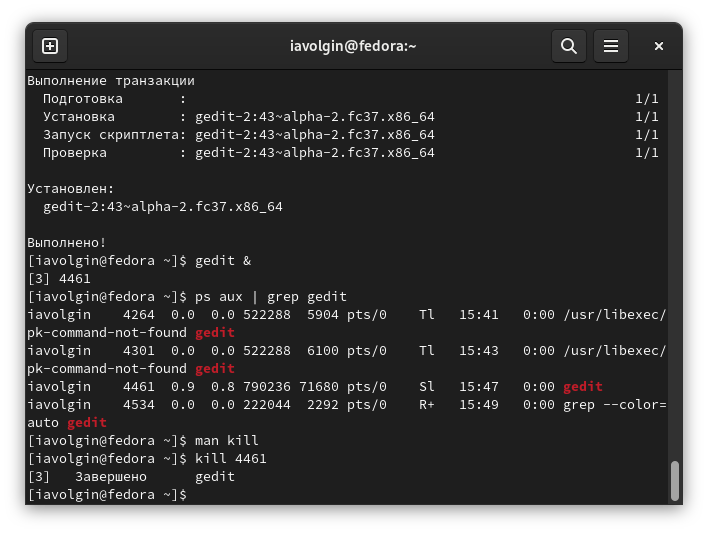 iavolgin@fedora:~
Выполнение транзакции
  Подготовка       :                                                        1/1
  Установка        : gedit-2:43~alpha-2.fc37.x86_64                         1/1
  Запуск скриптлета: gedit-2:43~alpha-2.fc37.x86_64                         1/1
  Проверка         : gedit-2:43~alpha-2.fc37.x86_64                         1/1

Установлен:
  gedit-2:43~alpha-2.fc37.x86_64

Выполнено!
[iavolgin@fedora ~]$ gedit &
[3] 4461
[iavolgin@fedora ~]$ ps aux | grep gedit
iavolgin    4264  0.0  0.0 522288  5904 pts/0    Tl   15:41   0:00 /usr/libexec/
pk-command-not-found gedit
iavolgin    4301  0.0  0.0 522288  6100 pts/0    Tl   15:43   0:00 /usr/libexec/
pk-command-not-found gedit
iavolgin    4461  0.9  0.8 790236 71680 pts/0    Sl   15:47   0:00 gedit
iavolgin    4534  0.0  0.0 222044  2292 pts/0    R+   15:49   0:00 grep --color=
auto gedit
[iavolgin@fedora ~]$ man kill
[iavolgin@fedora ~]$ kill 4461
[3]   Завершено      gedit
[iavolgin@fedora ~]$